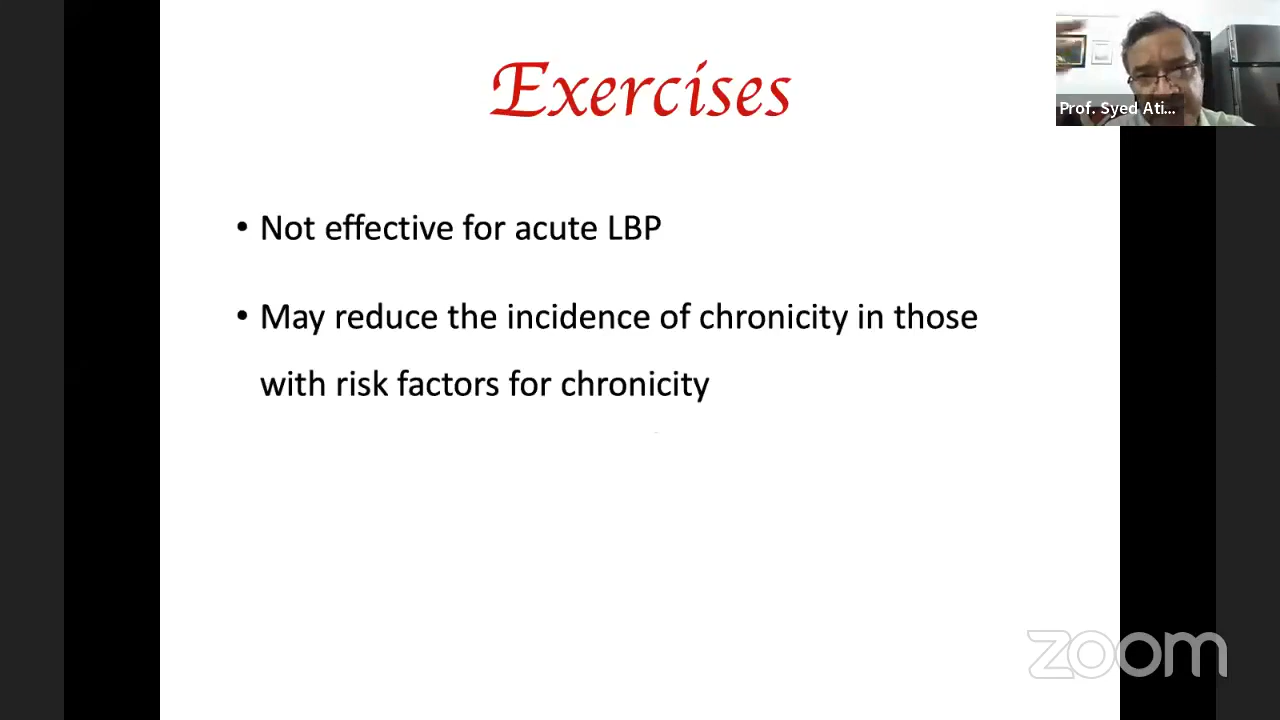 Exercises
Prof. Syed Ati...
• Not effective for acute LBP
• May reduce the incidence of chronicity in those
with risk factors for chronicity
zoom